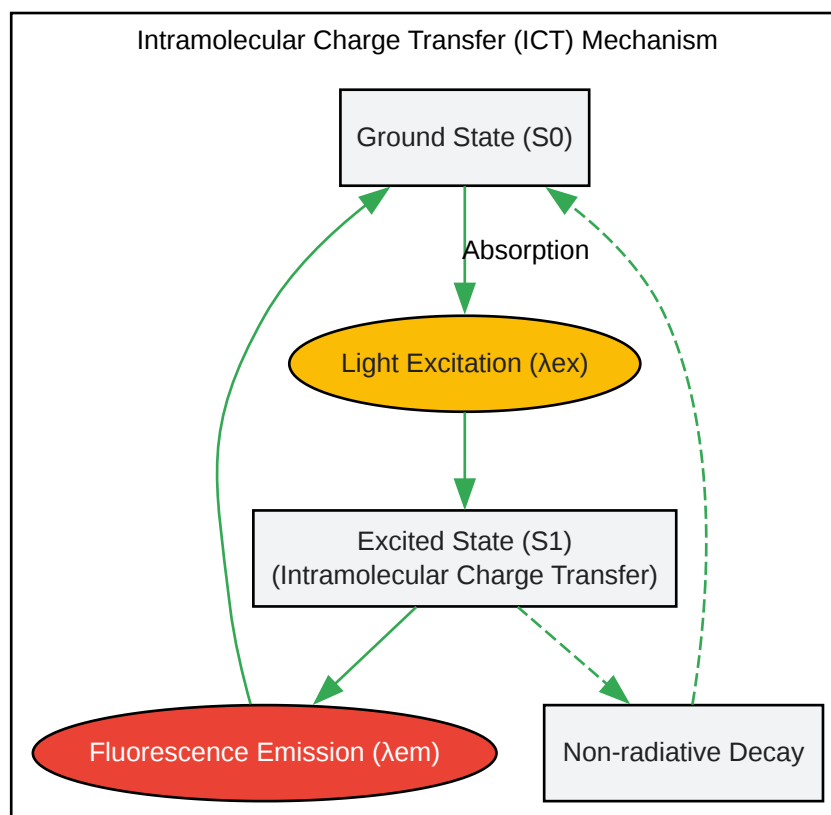 Intramolecular Charge Transfer (ICT) Mechanism
Ground State (S0)
Absorption
Light Excitation (λex)
Excited State (S1)
(Intramolecular Charge Transfer)
Fluorescence Emission (λem)
Non-radiative Decay